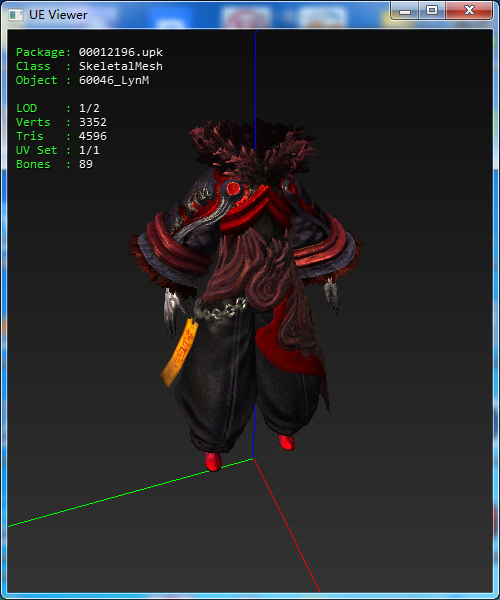 UE Viewer
Package: 00012196.upk
Class : SkeletalMesh
Object : 60046_LynM
LOD : 1/2
Verts : 3352
Tris : 4596
UV Set : 1/1
Bones : 89